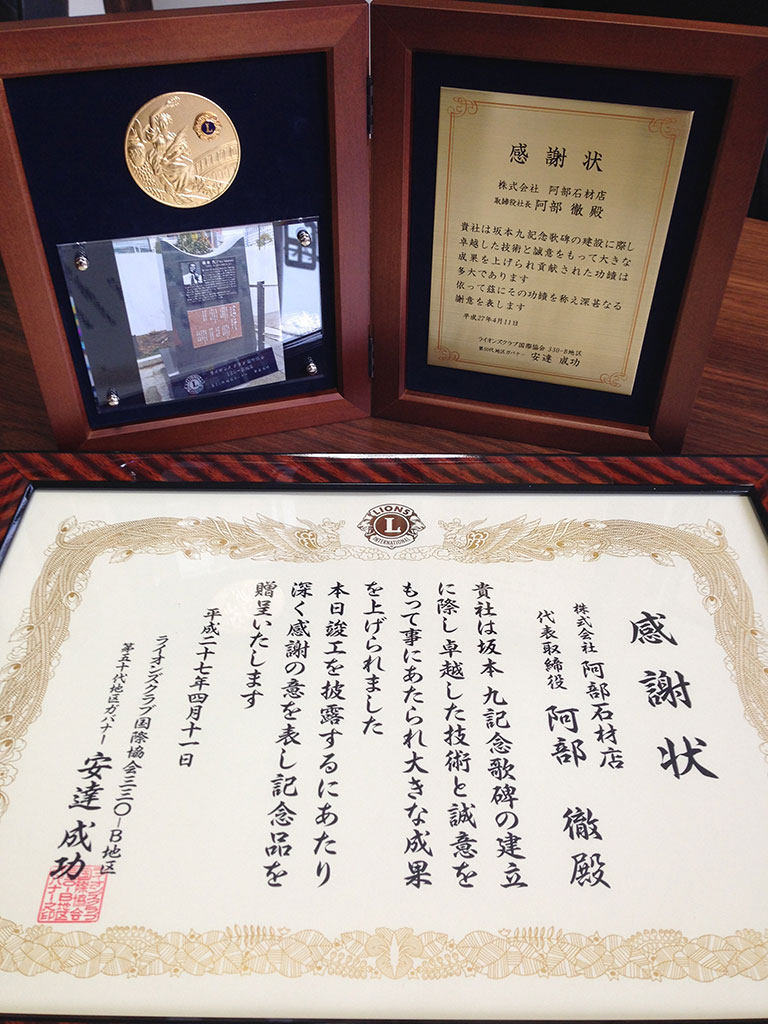 L
感謝状
株式会社 阿部石材店
取締役社長 阿部 徹 殿
貴社は坂本九記念歌碑の建設に際し
卓越した技術と誠意をもって大きな
成果を上げられ貢献された功績は
多大であります
依って茲にその功績を称え深甚なる
謝意を表します
平成27年4月11日
ライオンズクラブ国際協会 330-B地区
第50代地区ガバナー 安達 成功
LIONS
L
INTERNATIONAL
感謝状
株式会社 阿部石材店
代表取締役 阿部 徹 殿
貴社は坂本九記念歌碑の建立
に際し卓越した技術と誠意を
もって事にあたられ大きな成果
を上げられました
本日竣工を披露するにあたり
深く感謝の意を表し記念品を
贈呈いたします
平成二十七年四月十一日
ライオンズクラブ国際協会三三〇-B地区
第五十代地区ガバナー 安達 成功